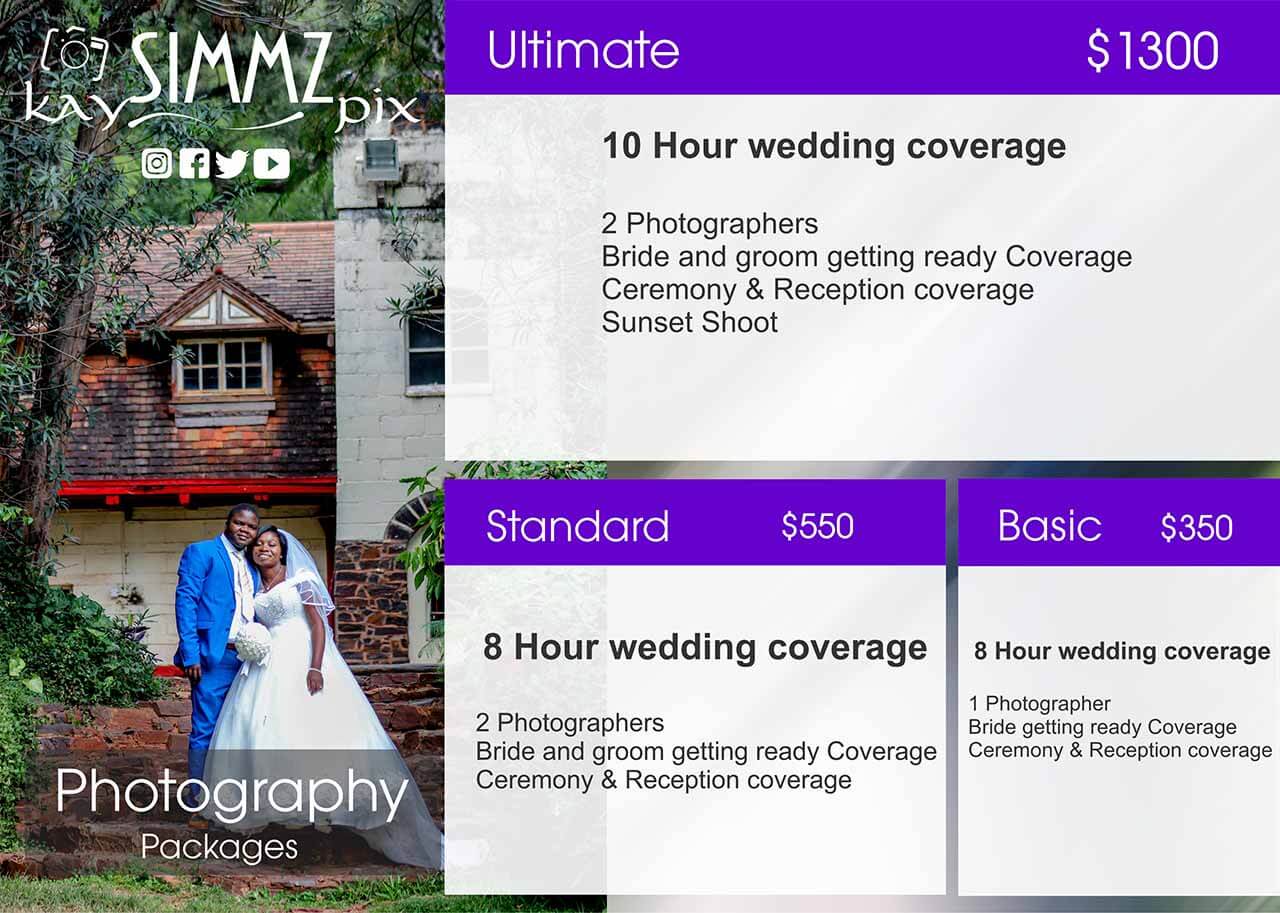 kay SIMMZ pix
Ultimate $1300
10 Hour wedding coverage
2 Photographers
Bride and groom getting ready Coverage
Ceremony & Reception coverage
Sunset Shoot
Standard $550
8 Hour wedding coverage
2 Photographers
Bride and groom getting ready Coverage
Ceremony & Reception coverage
Basic $350
8 Hour wedding coverage
1 Photographer
Bride getting ready Coverage
Ceremony & Reception coverage
Photography
Packages